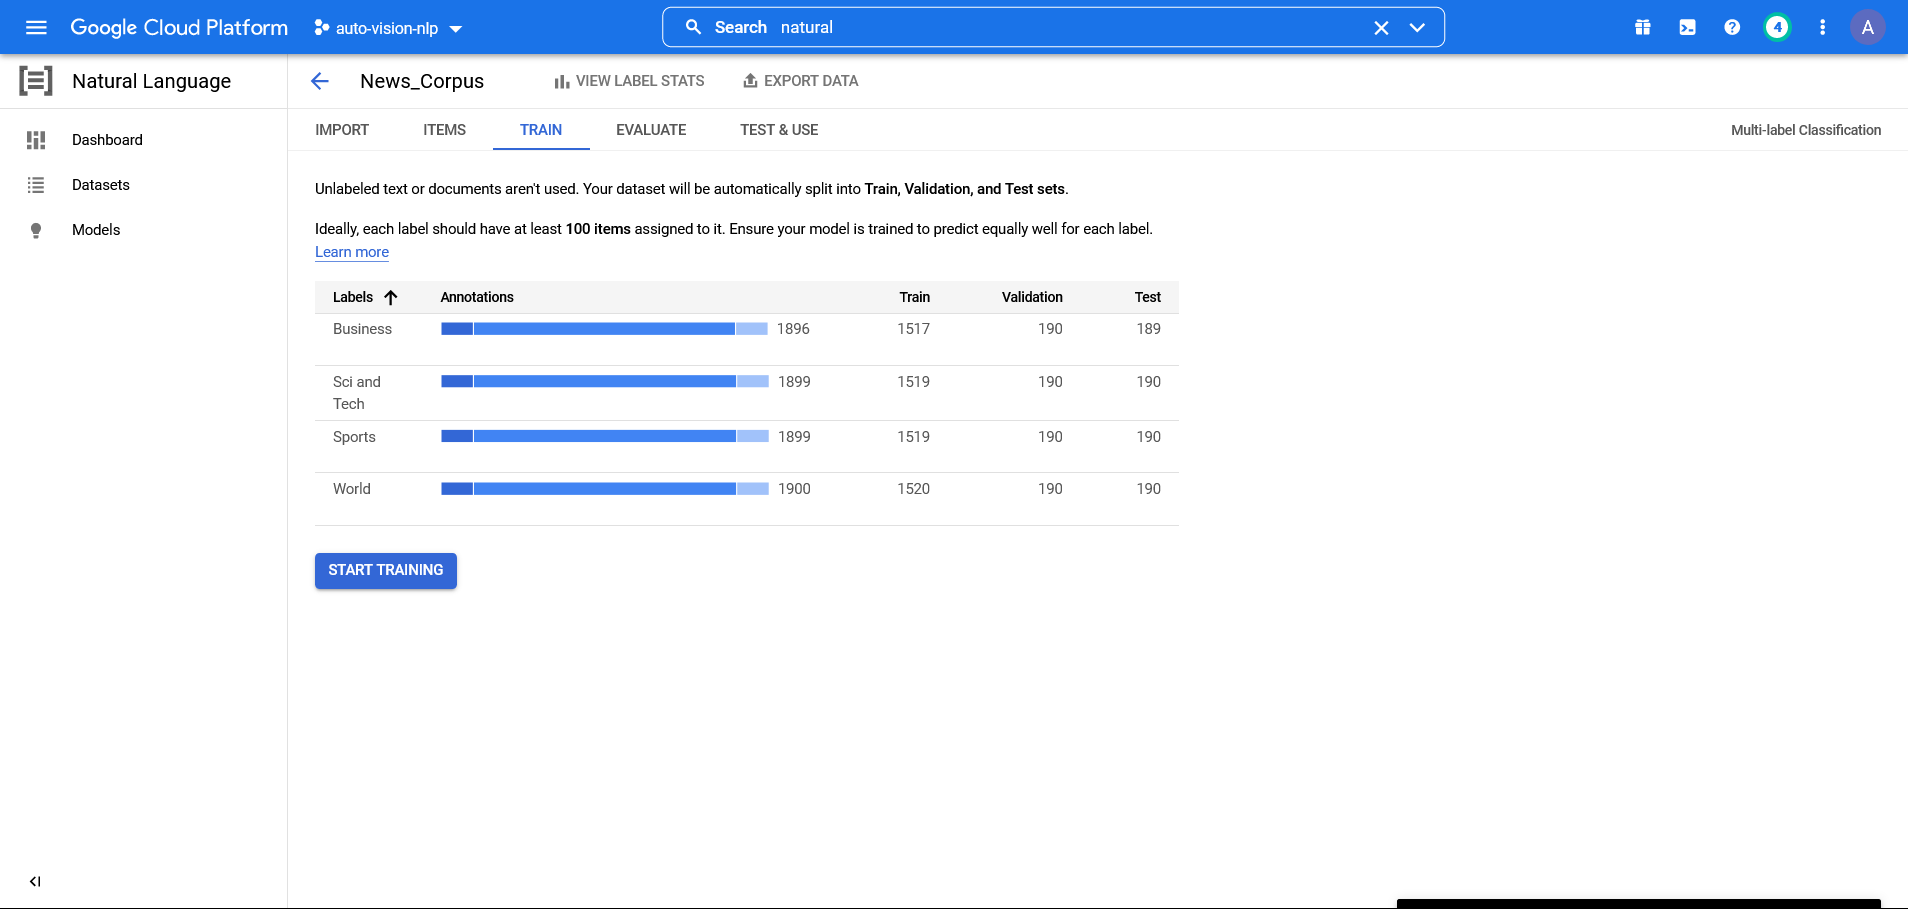 Google Cloud Platform auto-vision-nlp Search natural 4 A
Natural Language
News_Corpus VIEW LABEL STATS EXPORT DATA
Dashboard
Datasets
Models
IMPORT ITEMS TRAIN EVALUATE TEST & USE Multi-label Classification
Unlabeled text or documents aren't used. Your dataset will be automatically split into Train, Validation, and Test sets.
Ideally, each label should have at least 100 items assigned to it. Ensure your model is trained to predict equally well for each label.
Learn more
Labels Annotations Train Validation Test
Business 1896 1517 190 189
Sci and 1899 1519 190 190
Tech
Sports 1899 1519 190 190
World 1900 1520 190 190
START TRAINING